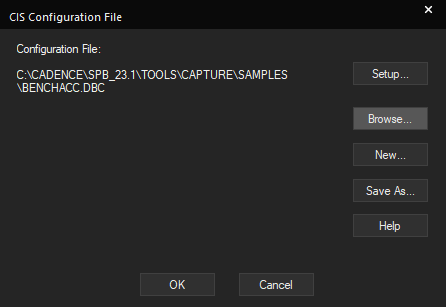 CIS Configuration File
Configuration File:
C:\CADENCE\SPB_23.1\TOOLS\CAPTURE\SAMPLES
\BENCHACC.DBC
Setup...
Browse...
New...
Save As...
Help
OK
Cancel